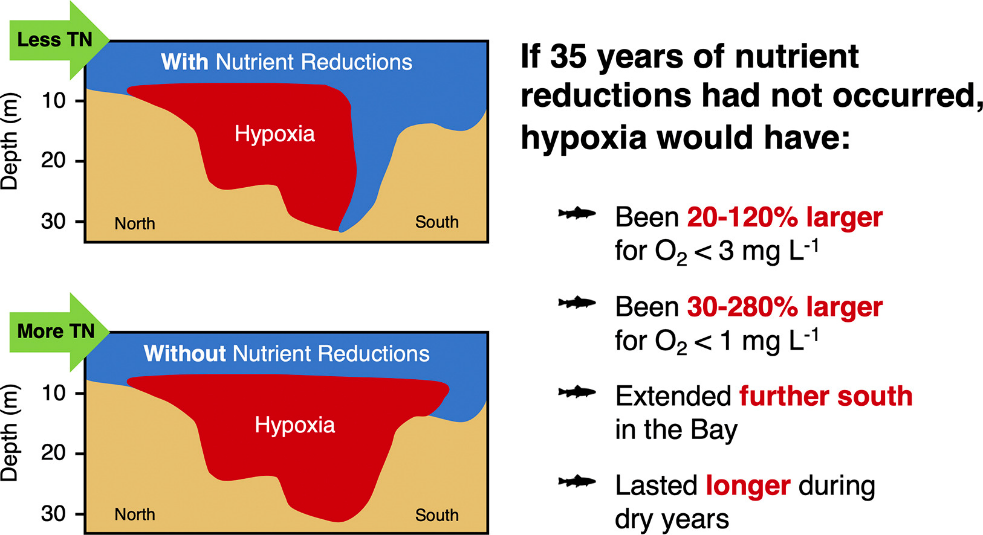 Less TN
With Nutrient Reductions
Depth (m)
10
20
30
Hypoxia
North
South
More TN
Without Nutrient Reductions
Depth (m)
10
20
30
Hypoxia
North
South
If 35 years of nutrient
reductions had not occurred,
hypoxia would have:
Been 20-120% larger
for O₂ < 3 mg L⁻¹
Been 30-280% larger
for O₂ < 1 mg L⁻¹
Extended further south
in the Bay
Lasted longer during
dry years